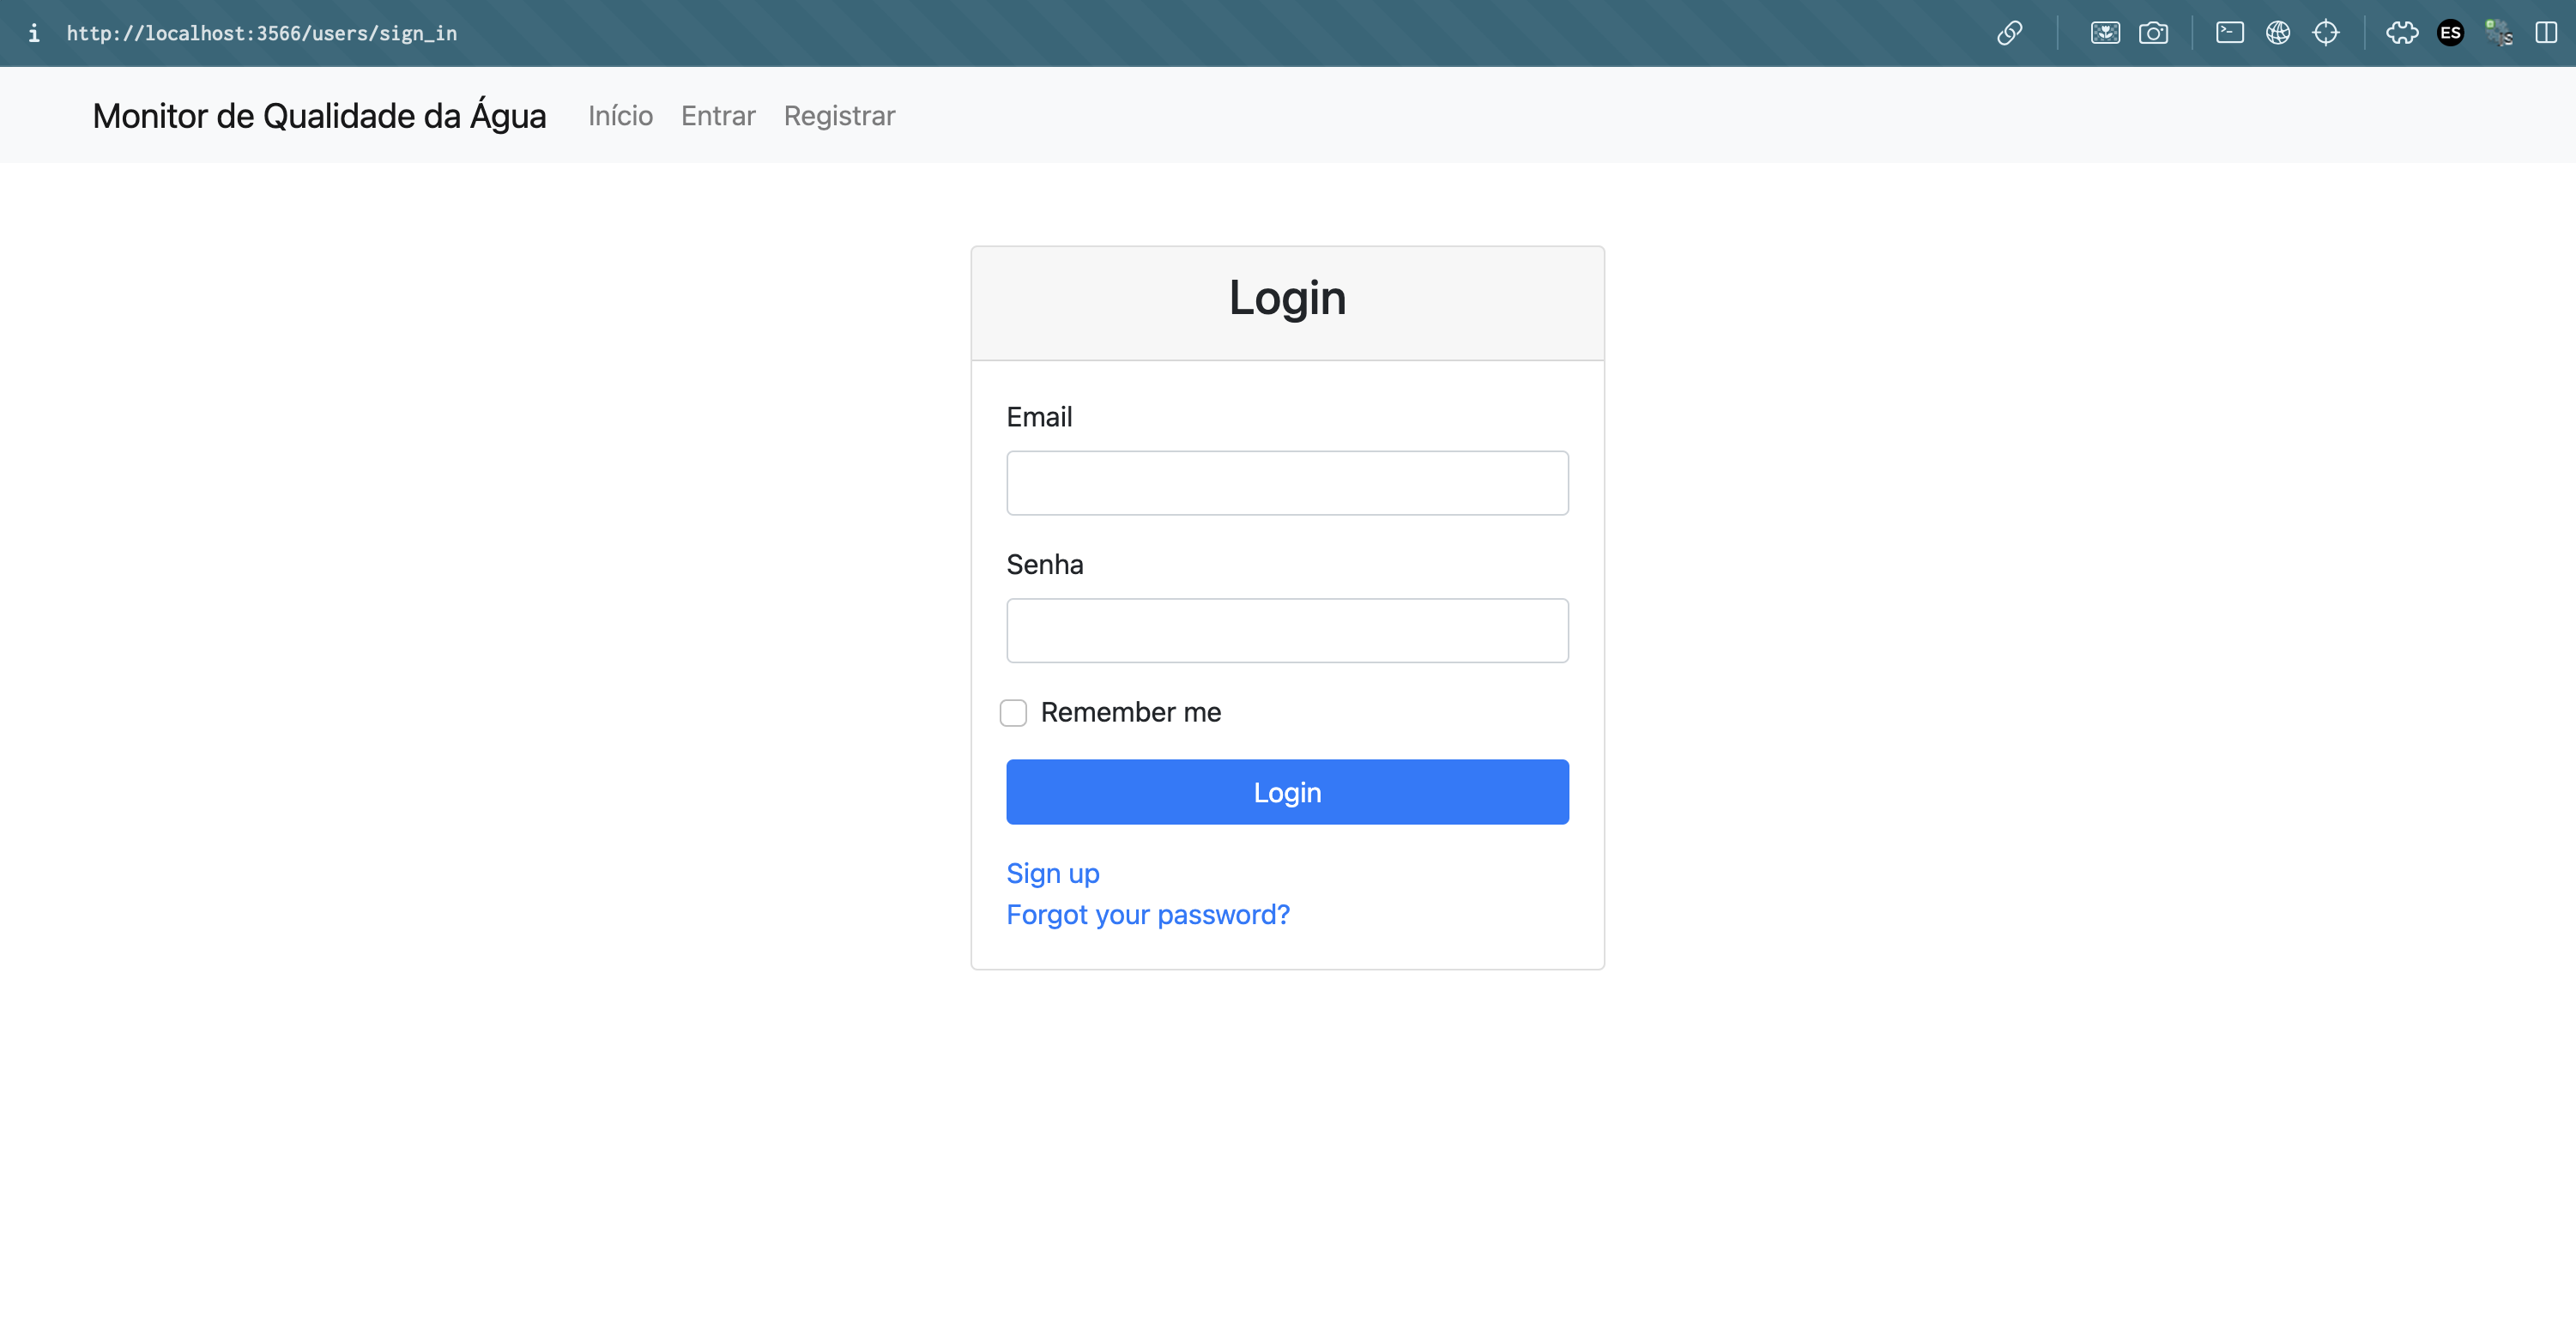 i http://localhost:3566/users/sign_in ES
Monitor de Qualidade da Água Início Entrar Registrar
Login
Email
Senha
Remember me
Login
Sign up
Forgot your password?